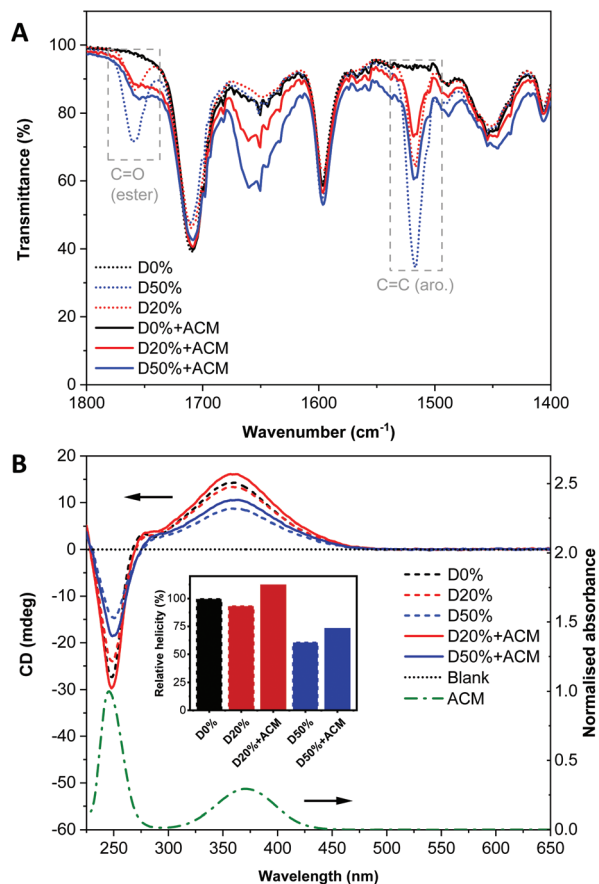 A
100
80
60
40
20
0
Transmittance (%)
C=O
(ester)
C=C (aro.)
D0%
D50%
D20%
D0%+ACM
D20%+ACM
D50%+ACM
1800
1700
1600
1500
1400
Wavenumber (cm⁻¹)
B
20
10
0
-10
-20
-30
-40
-50
-60
CD (mdeg)
2.5
2.0
1.5
1.0
0.5
0.0
Normalised absorbance
100
75
50
25
0
Relative helicity (%)
D0%
D20%
D20%+ACM
D50%
D50%+ACM
D0%
D20%
D50%
D20%+ACM
D50%+ACM
Blank
ACM
250
300
350
400
450
500
550
600
650
Wavelength (nm)